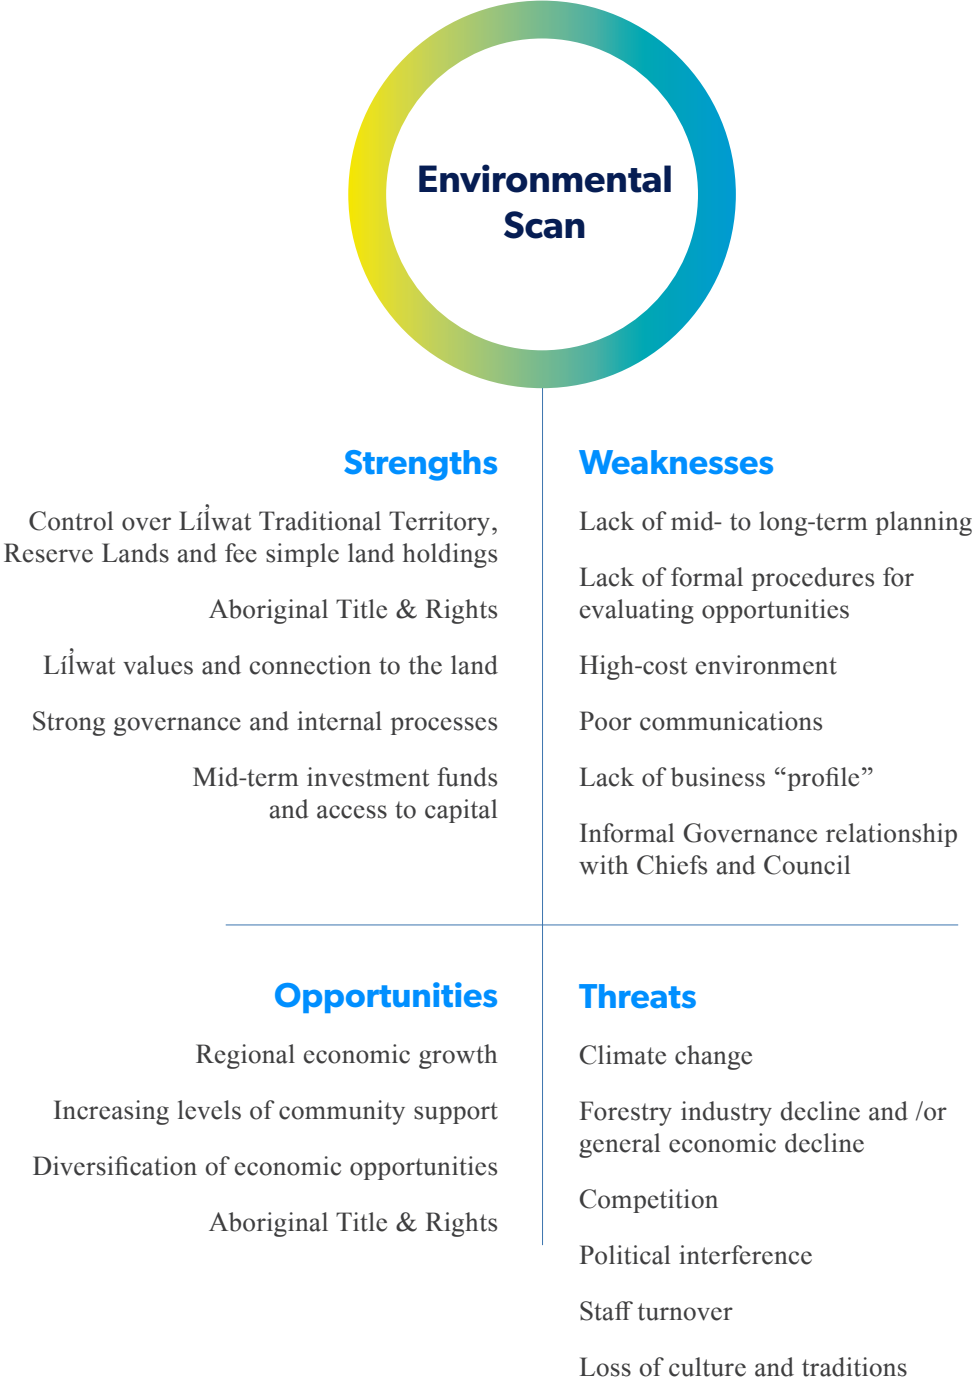 Environmental
Scan
Strengths
Control over Líl̓wat Traditional Territory,
Reserve Lands and fee simple land holdings
Aboriginal Title & Rights
Líl̓wat values and connection to the land
Strong governance and internal processes
Mid-term investment funds
and access to capital
Weaknesses
Lack of mid- to long-term planning
Lack of formal procedures for
evaluating opportunities
High-cost environment
Poor communications
Lack of business “profile”
Informal Governance relationship
with Chiefs and Council
Opportunities
Regional economic growth
Increasing levels of community support
Diversification of economic opportunities
Aboriginal Title & Rights
Threats
Climate change
Forestry industry decline and /or
general economic decline
Competition
Political interference
Staff turnover
Loss of culture and traditions